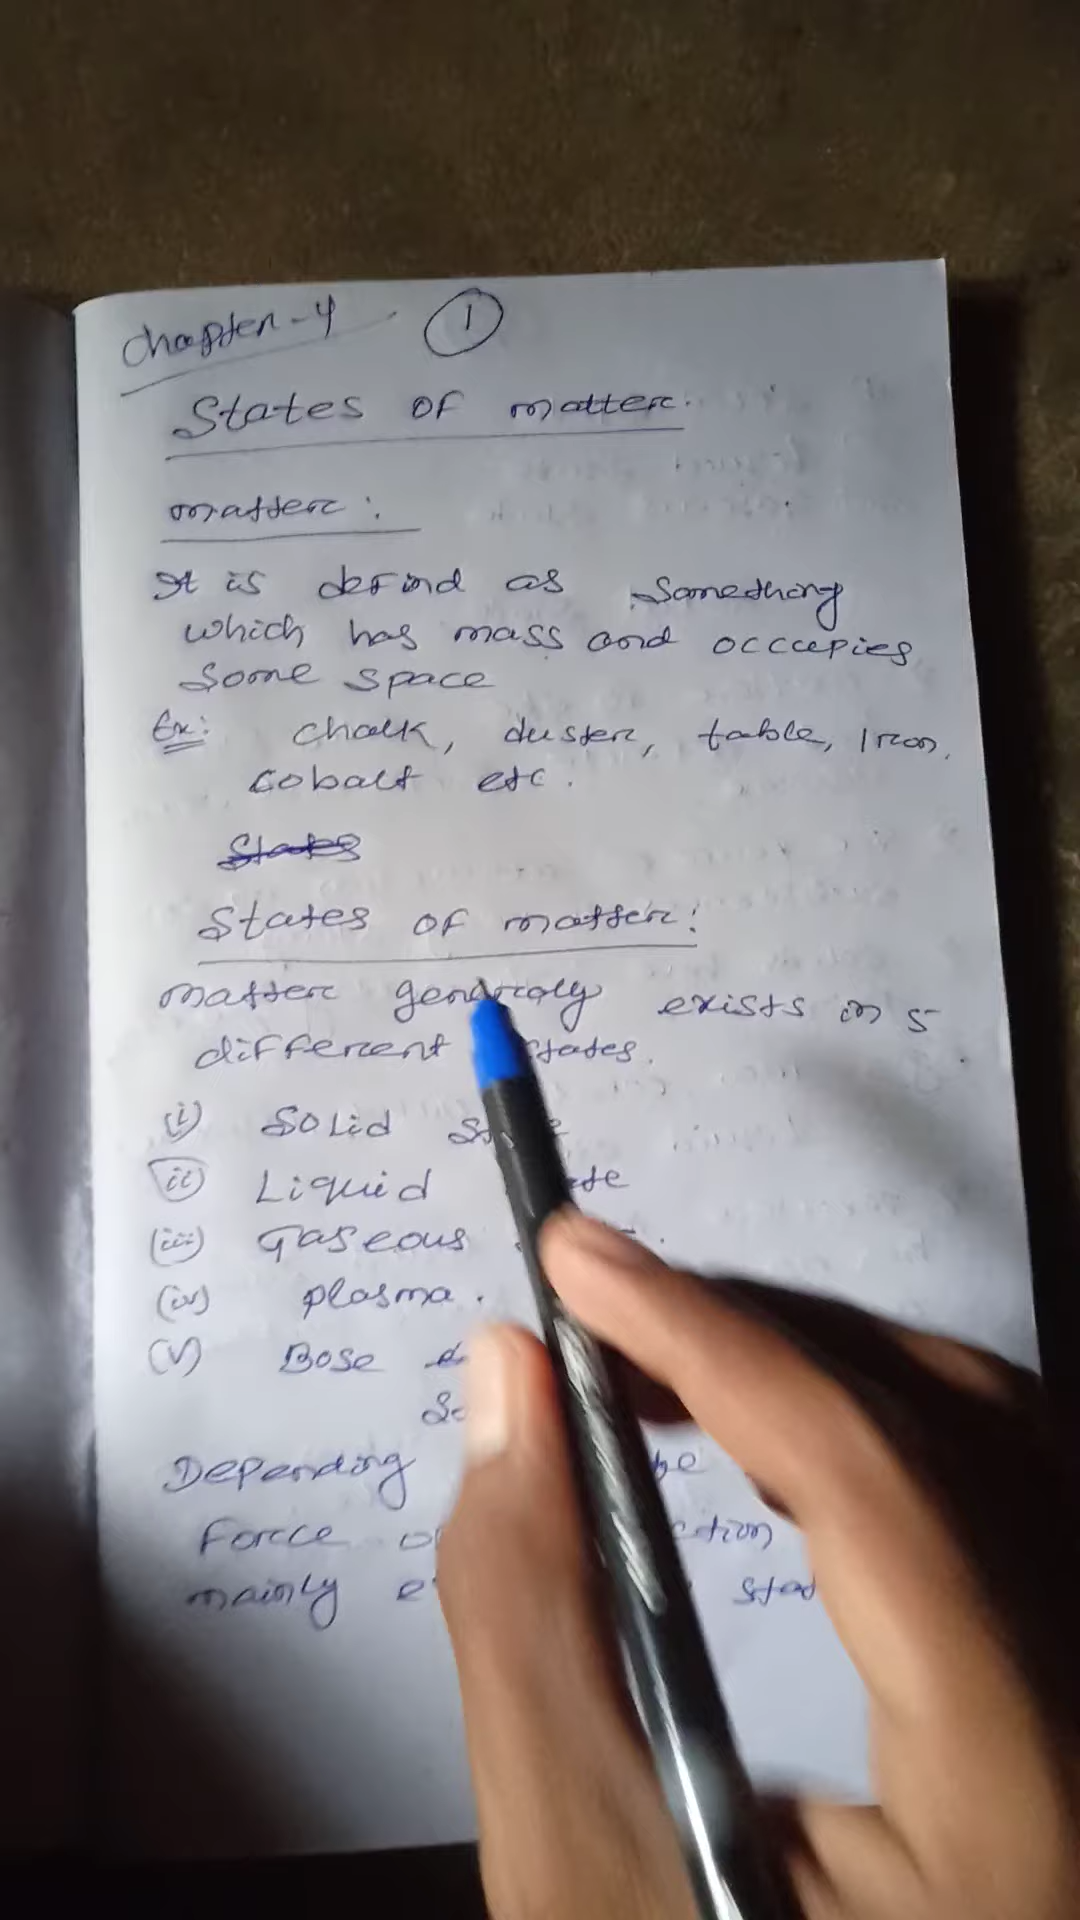 Chapter-4 1
States OF matter.
matter:
It is defind as Something
which has mass and occupies
Some space
Ex: chalk, duster, table, Iron,
cobalt etc.
States
States OF matter:
matter generaly exists in 5
different states.
(i) Solid
(ii) Liquid
(iii) Gaseous
(iv) plasma.
(v) Bose
Depending
Force
mainly